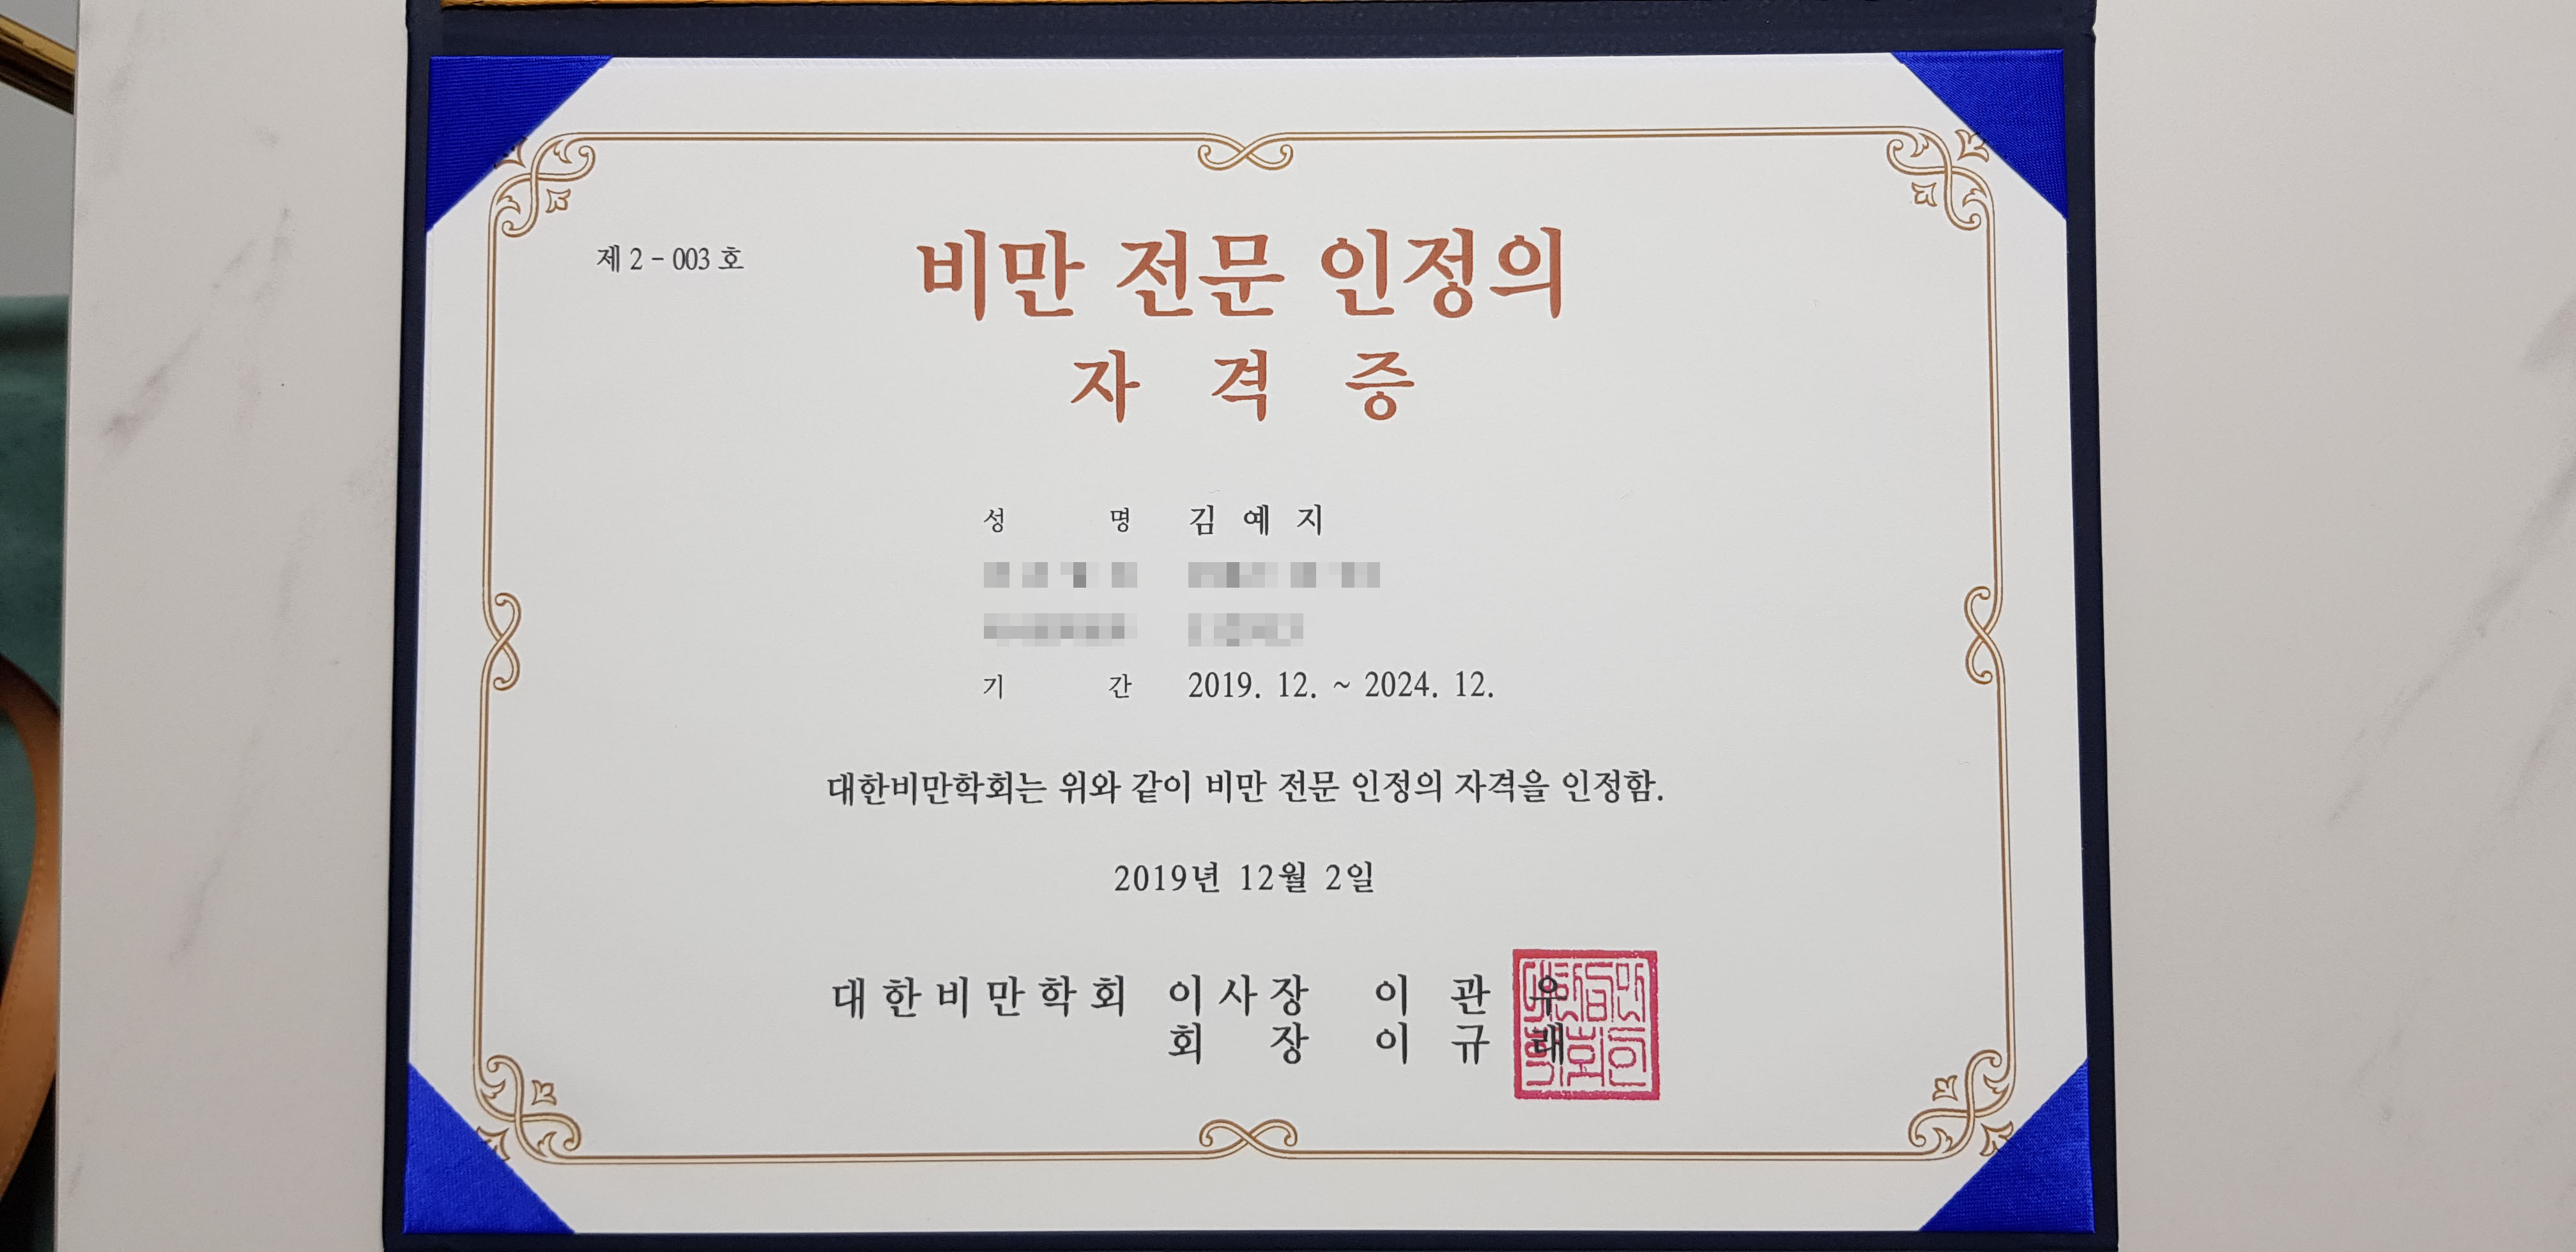 제 2 - 003 호
비만 전문 인정의
자 격 증
성 명 김 예 지
기 간 2019. 12. ~ 2024. 12.
대한비만학회는 위와 같이 비만 전문 인정의 자격을 인정함.
2019년 12월 2일
대한비만학회 이사장 이 관 우
회 장 이 규 래